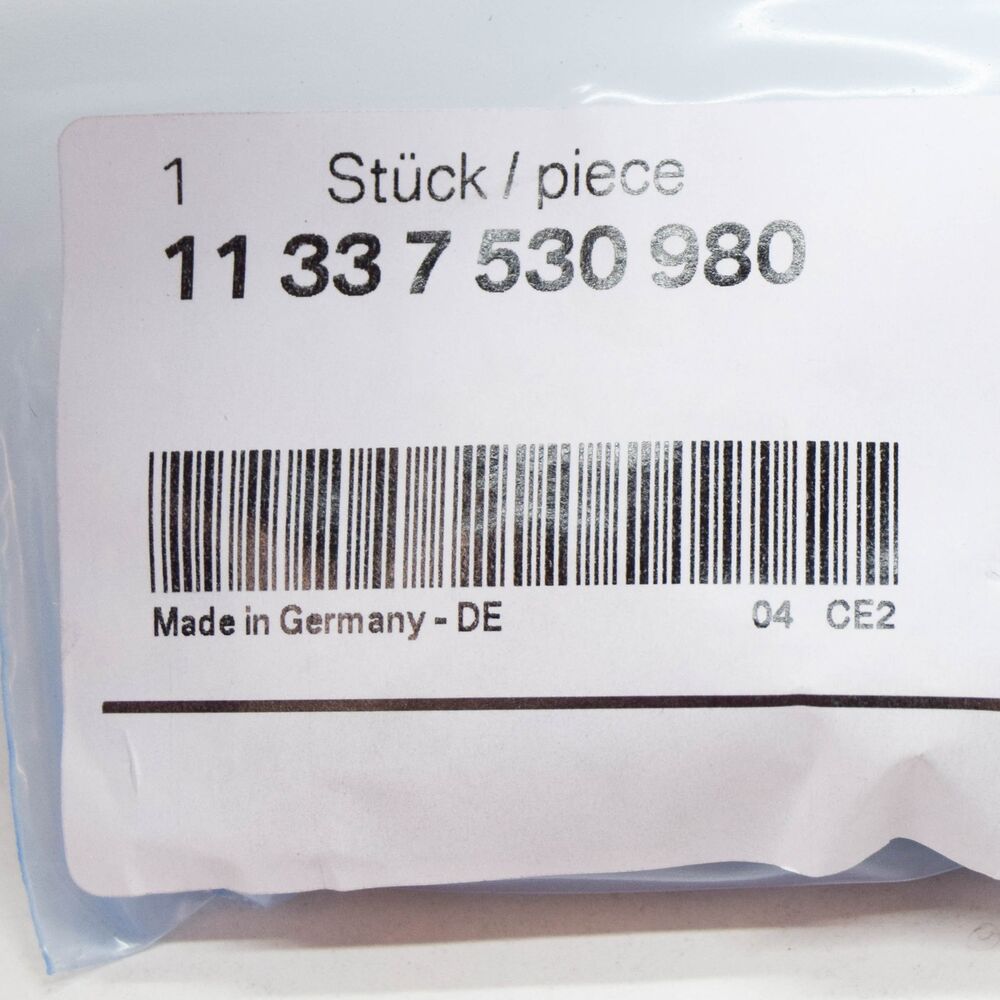 1 Stück / piece
11 33 7 530 980
Made in Germany - DE 04 CE2